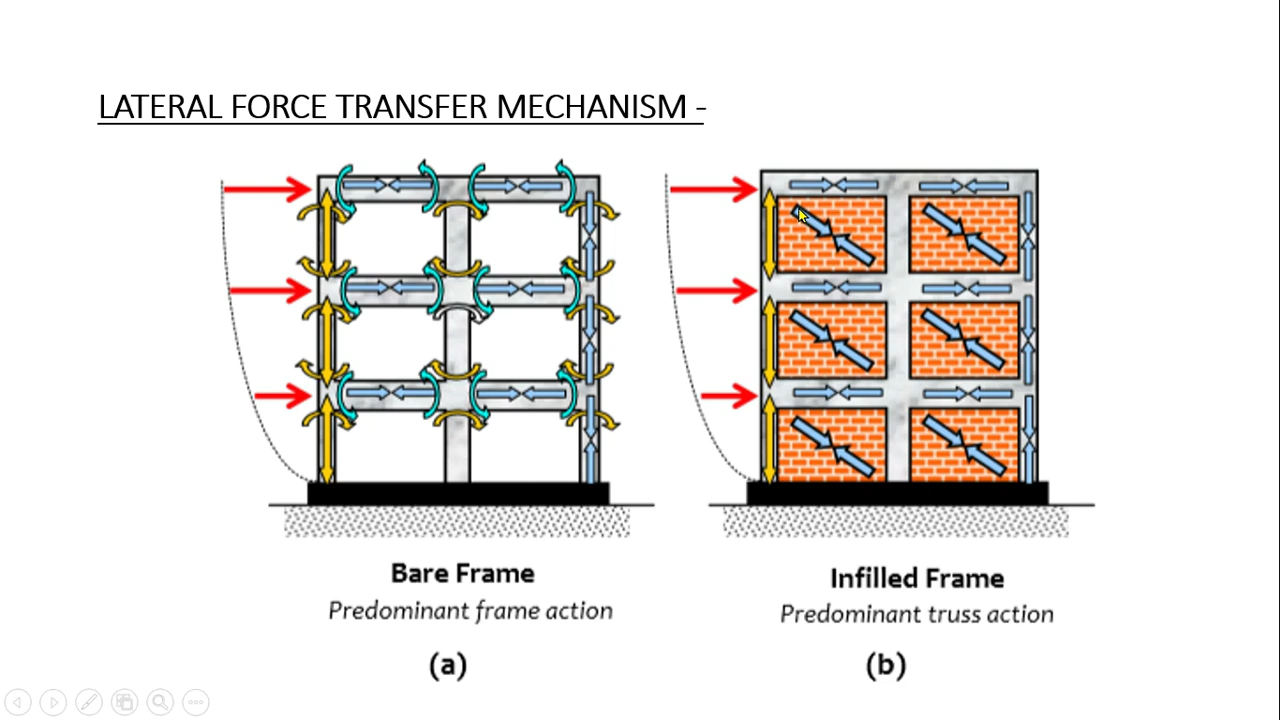 LATERAL FORCE TRANSFER MECHANISM -
Bare Frame
Predominant frame action
(a)
Infilled Frame
Predominant truss action
(b)